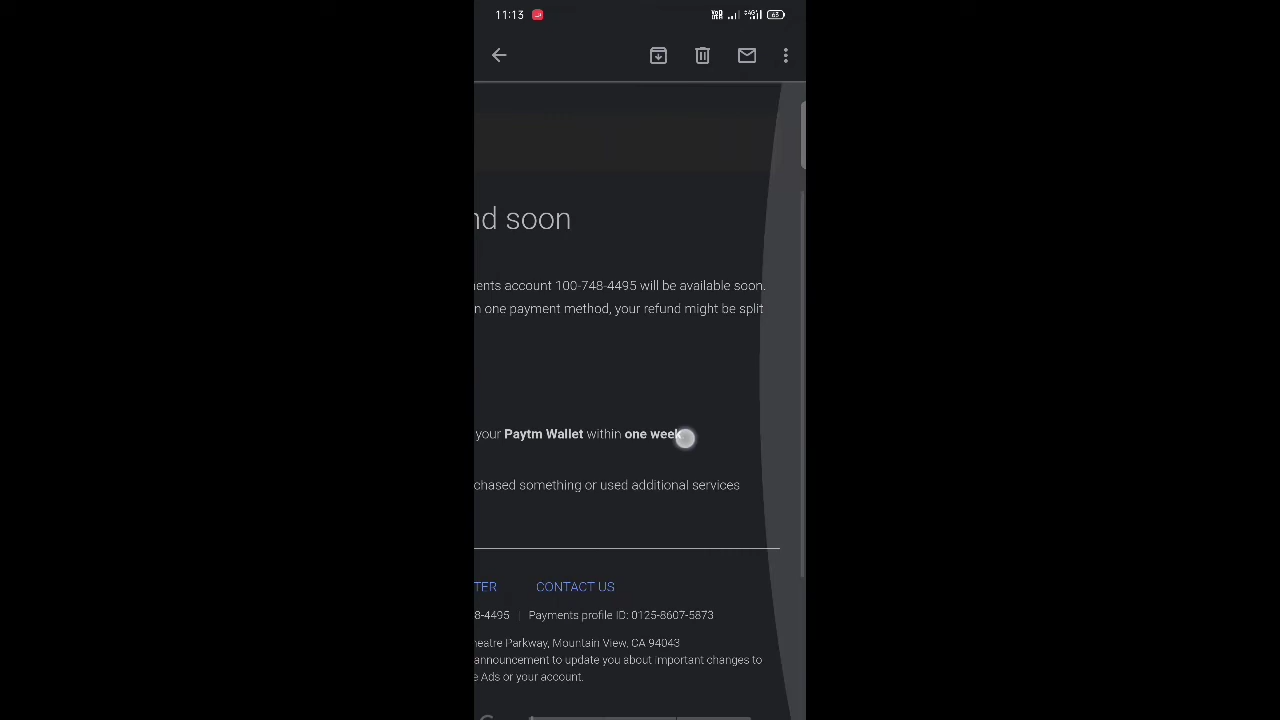 11:13
63
nd soon
ents account 100-748-4495 will be available soon.
n one payment method, your refund might be split
your Paytm Wallet within one week
chased something or used additional services
TER CONTACT US
8-4495 | Payments profile ID: 0125-8607-5873
eatre Parkway, Mountain View, CA 94043
announcement to update you about important changes to
e Ads or your account.